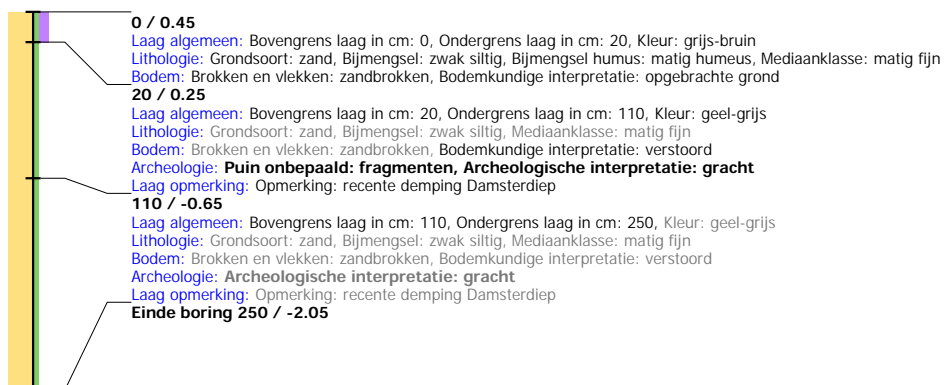 0 / 0.45
Laag algemeen: Bovengrens laag in cm: 0, Ondergrens laag in cm: 20, Kleur: grijs-bruin
Lithologie: Grondsoort: zand, Bijmengsel: zwak siltig, Bijmengsel humus: matig humeus, Mediaanklasse: matig fijn
Bodem: Brokken en vlekken: zandbrokken, Bodemkundige interpretatie: opgebrachte grond
20 / 0.25
Laag algemeen: Bovengrens laag in cm: 20, Ondergrens laag in cm: 110, Kleur: geel-grijs
Lithologie: Grondsoort: zand, Bijmengsel: zwak siltig, Mediaanklasse: matig fijn
Bodem: Brokken en vlekken: zandbrokken, Bodemkundige interpretatie: verstoord
Archeologie: Puin onbepaald: fragmenten, Archeologische interpretatie: gracht
Laag opmerking: Opmerking: recente demping Damsterdiep
110 / -0.65
Laag algemeen: Bovengrens laag in cm: 110, Ondergrens laag in cm: 250, Kleur: geel-grijs
Lithologie: Grondsoort: zand, Bijmengsel: zwak siltig, Mediaanklasse: matig fijn
Bodem: Brokken en vlekken: zandbrokken, Bodemkundige interpretatie: verstoord
Archeologie: Archeologische interpretatie: gracht
Laag opmerking: Opmerking: recente demping Damsterdiep
Einde boring 250 / -2.05